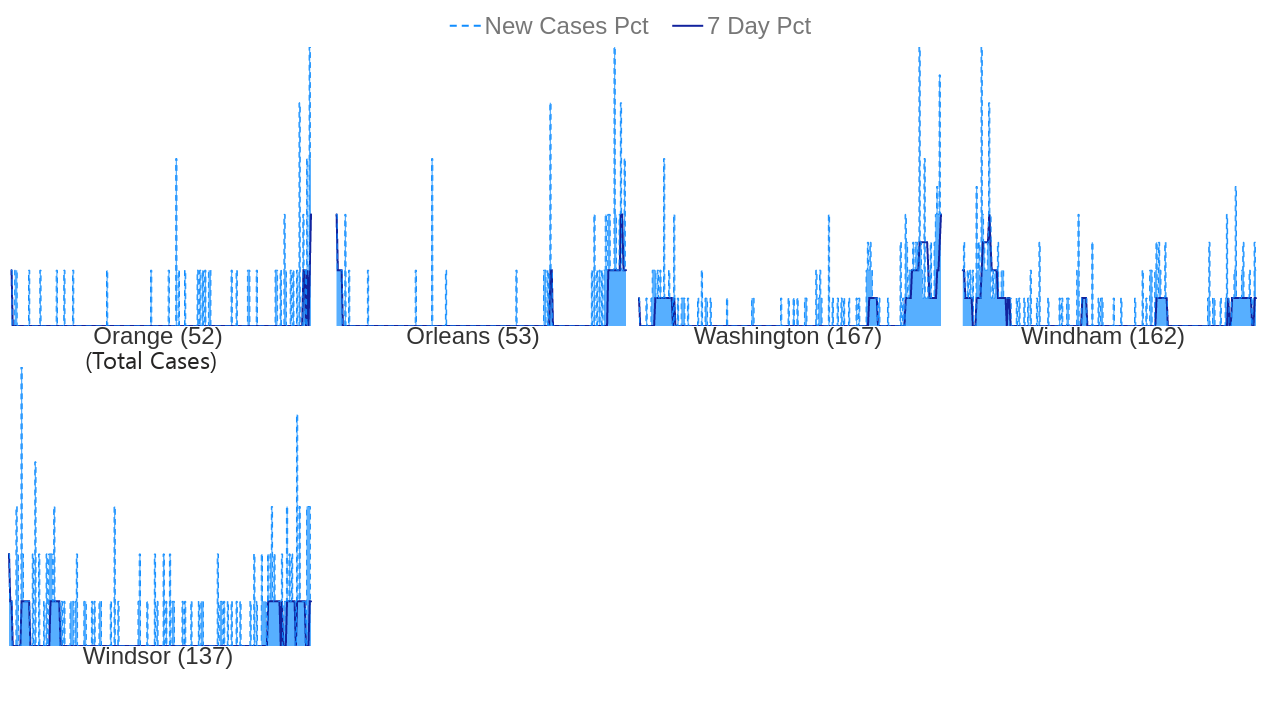 New Cases Pct 7 Day Pct
Orange (52) Orleans (53) Washington (167) Windham (162)
(Total Cases)
Windsor (137)